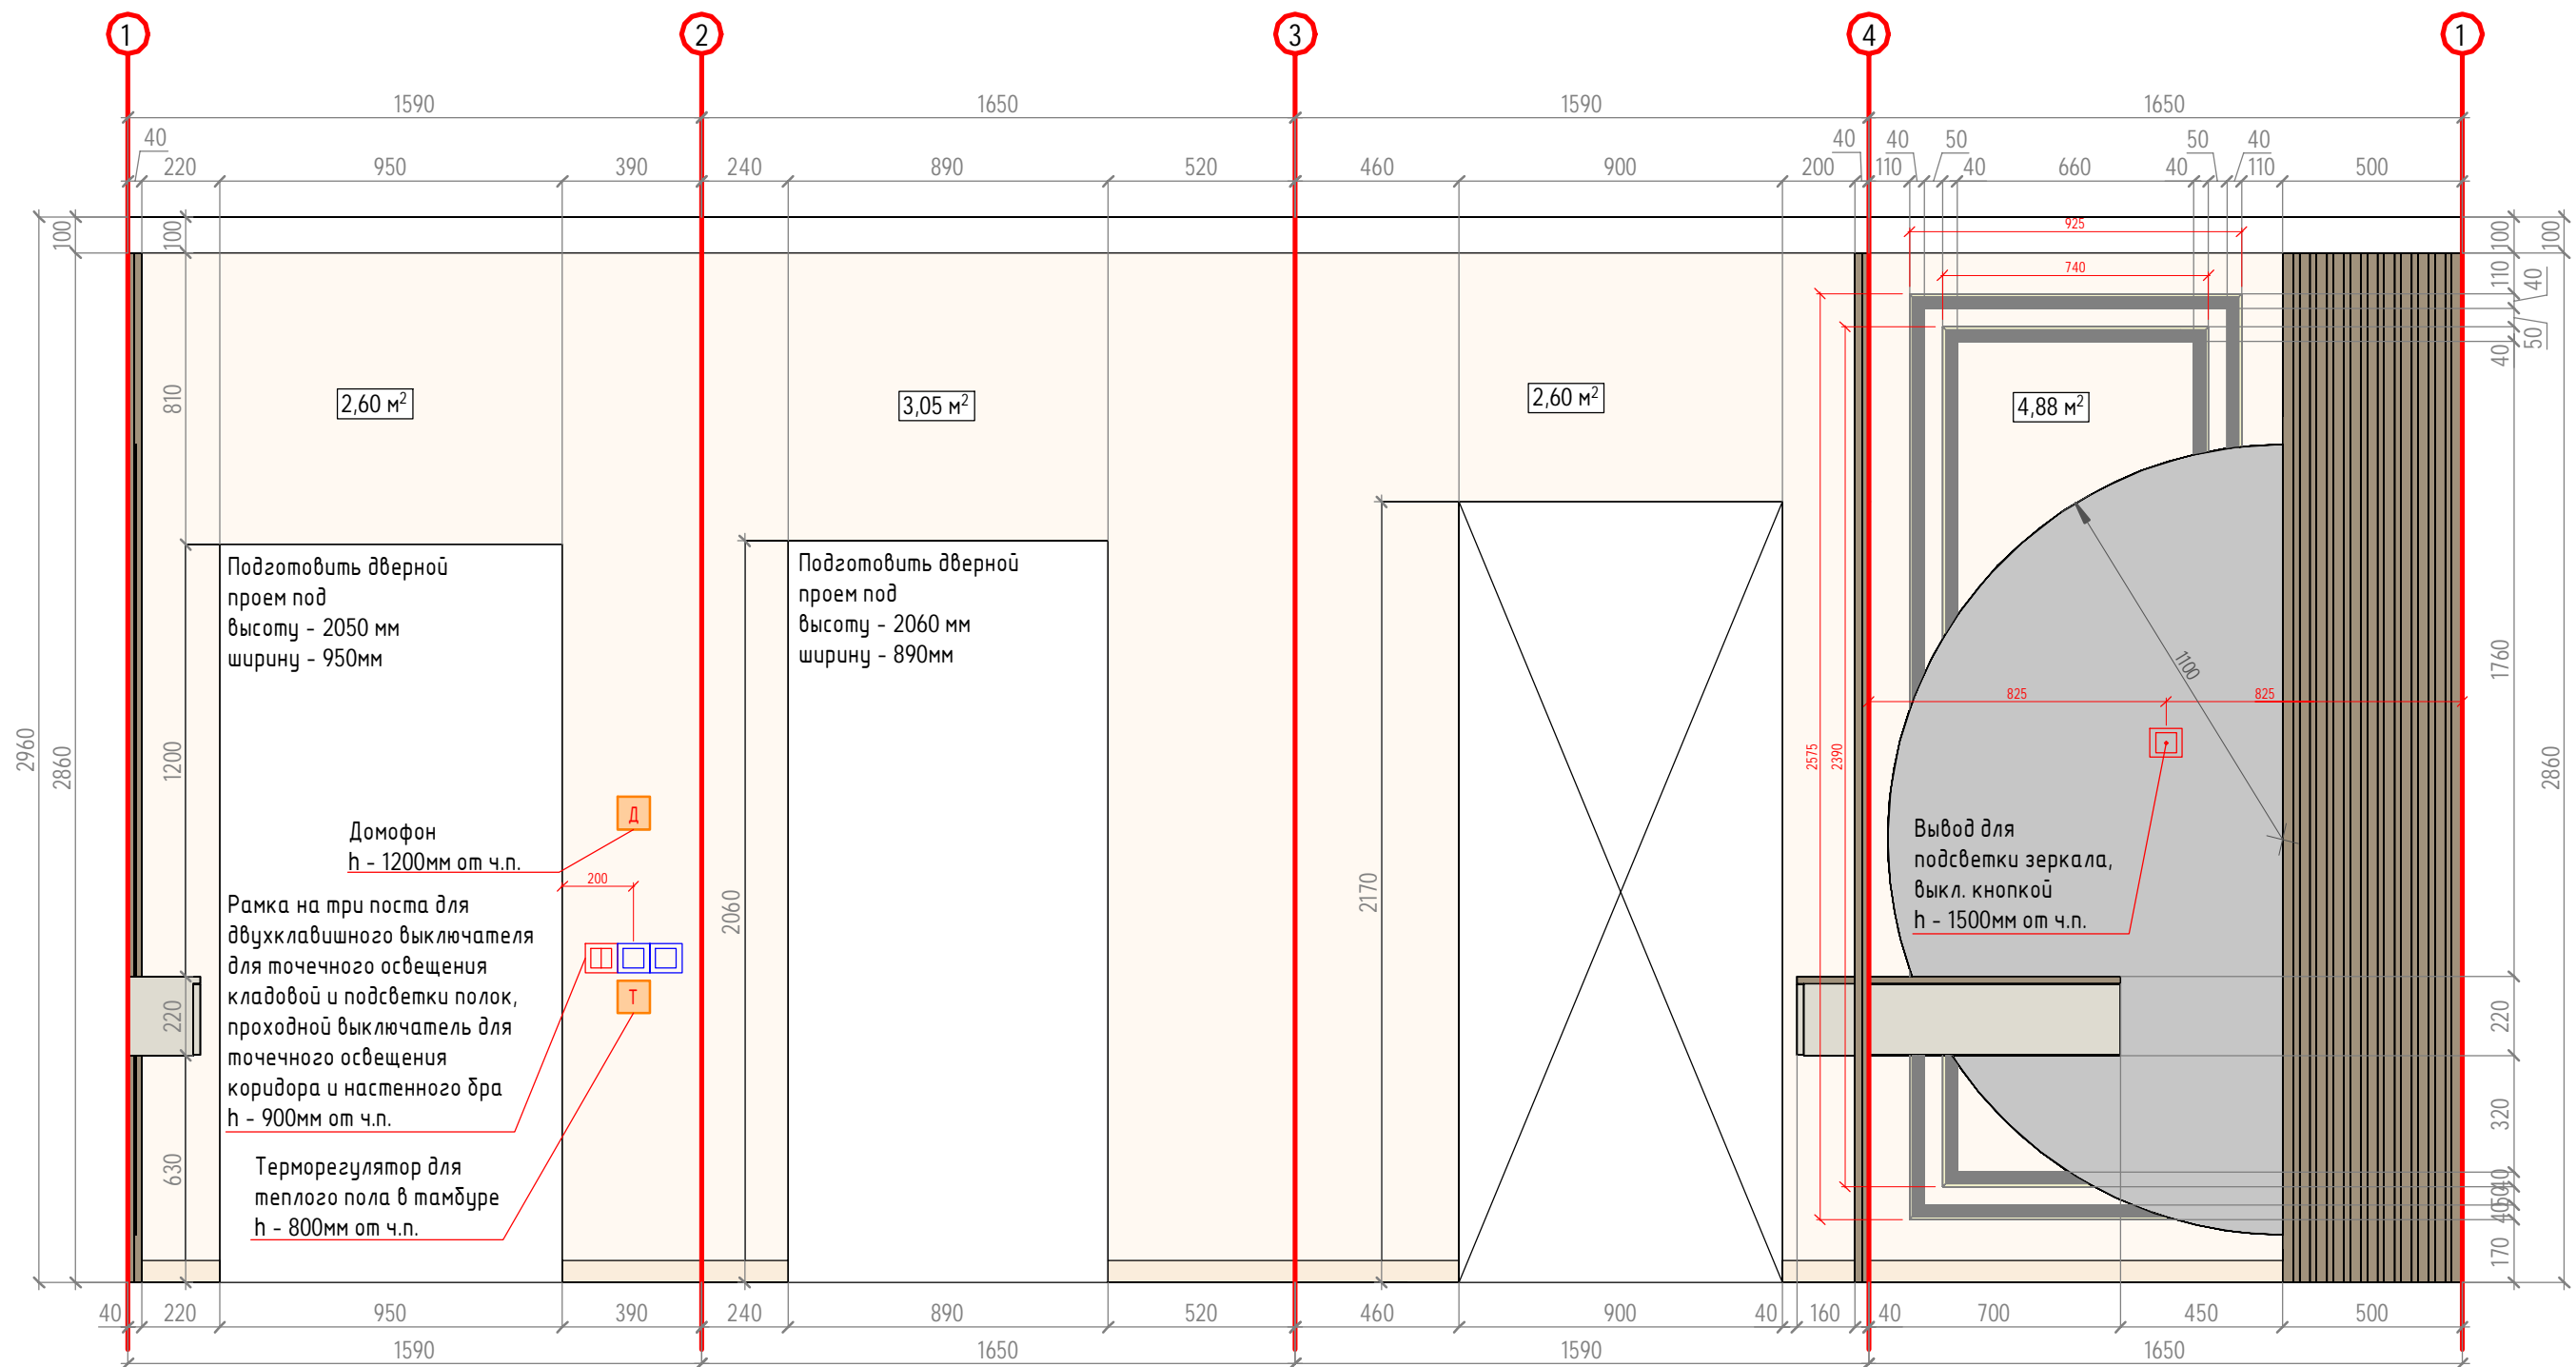 1 2 3 4 1
1590 1650 1590 1650
40 40 40 50 50 40
220 950 390 240 890 520 460 900 200 110 40 660 40 110 500
100 100 925 100 100
740 110 40
50
40
810
2,60 м² 3,05 м² 2,60 м² 4,88 м²
Подготовить дверной
проем под
высоту - 2050 мм
ширину - 950мм
Подготовить дверной
проем под
высоту - 2060 мм
ширину - 890мм
1100
1760
825 825
2960 2860 1200 2575 2390 2860
Домофон
h - 1200мм от ч.п.
Д
200
2060
2170
Вывод для
подсветки зеркала,
выкл. кнопкой
h - 1500мм от ч.п.
Рамка на три поста для
двухклавишного выключателя
для точечного освещения
кладовой и подсветки полок,
проходной выключатель для
точечного освещения
коридора и настенного бра
h - 900мм от ч.п.
Т
220 220
320
630
Терморегулятор для
теплого пола в тамбуре
h - 800мм от ч.п.
40
50
40
170
40 220 950 390 240 890 520 460 900 40 160 40 700 450 500
1590 1650 1590 1650